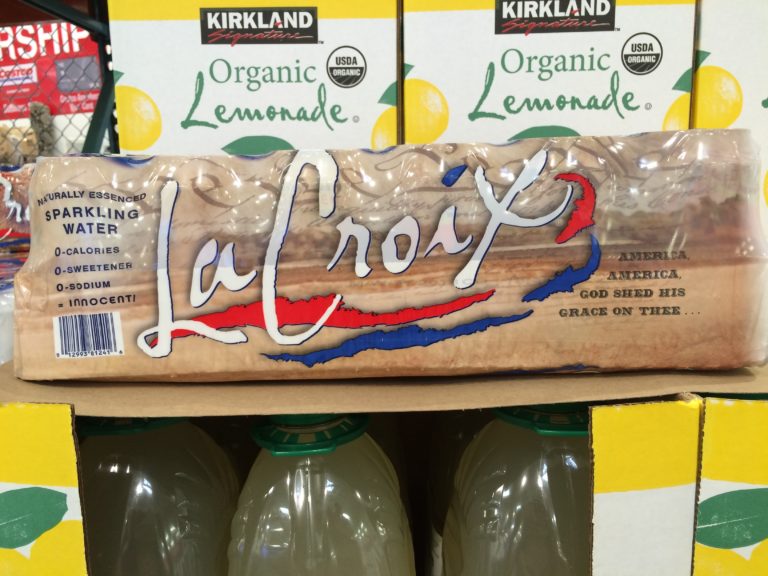 RSHIP
COSTCO
KIRKLAND
Signature
Organic
USDA
ORGANIC
Lemonade
KIRKLAND
Signature
Organic
USDA
ORGANIC
Lemonade
NATURALLY ESSENCED
SPARKLING
WATER
0-CALORIES
0-SWEETENER
0-SODIUM
= INNOCENT!
LaCroix
AMERICA,
AMERICA,
GOD SHED HIS
GRACE ON THEE ...